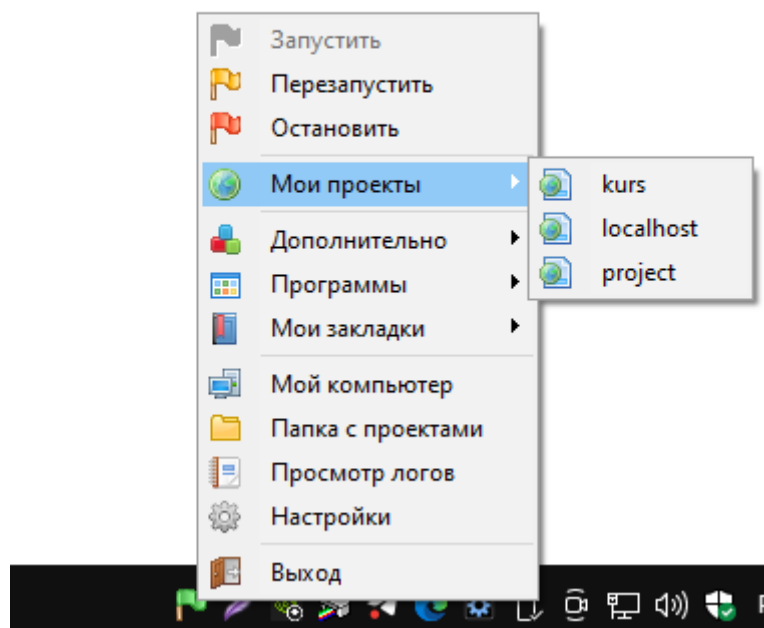 Запустить
Перезапустить
Остановить
Мои проекты
kurs
localhost
project
Дополнительно
Программы
Мои закладки
Мой компьютер
Папка с проектами
Просмотр логов
Настройки
Выход